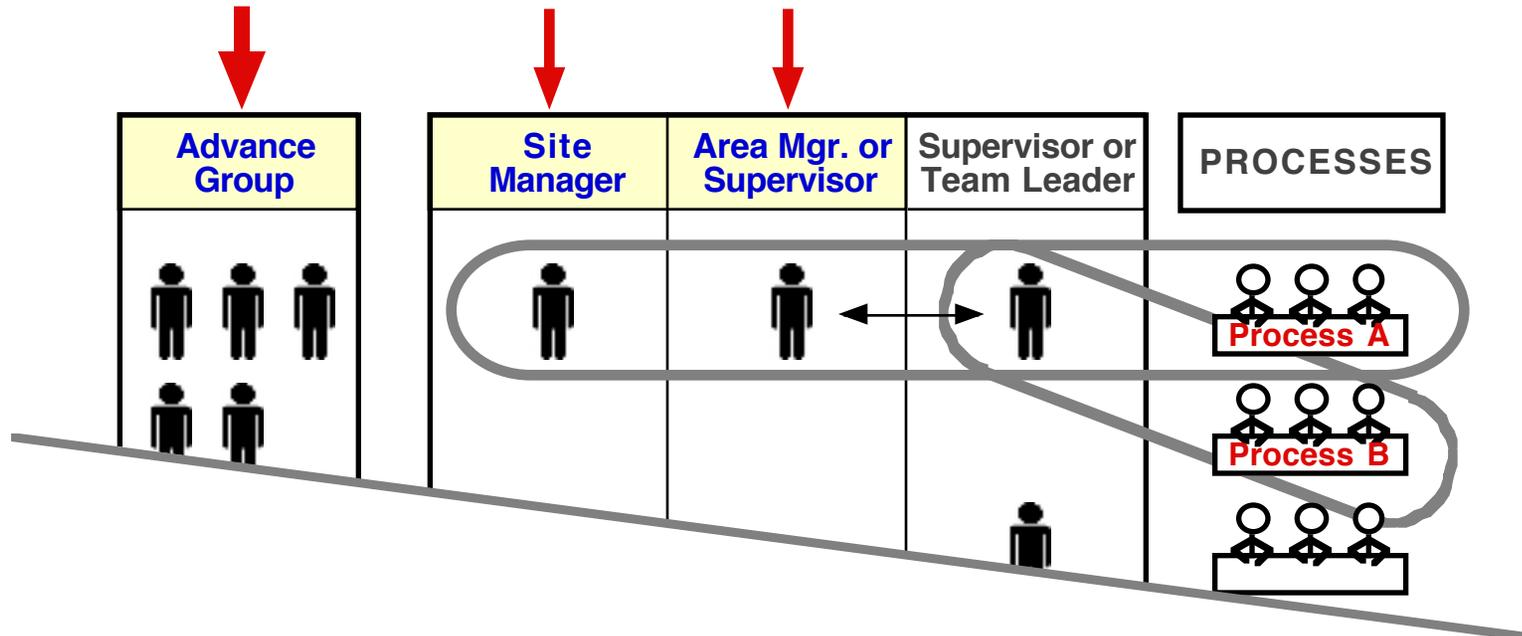 Advance
Group
Site
Manager
Area Mgr. or
Supervisor
Supervisor or
Team Leader
PROCESSES
Process A
Process B